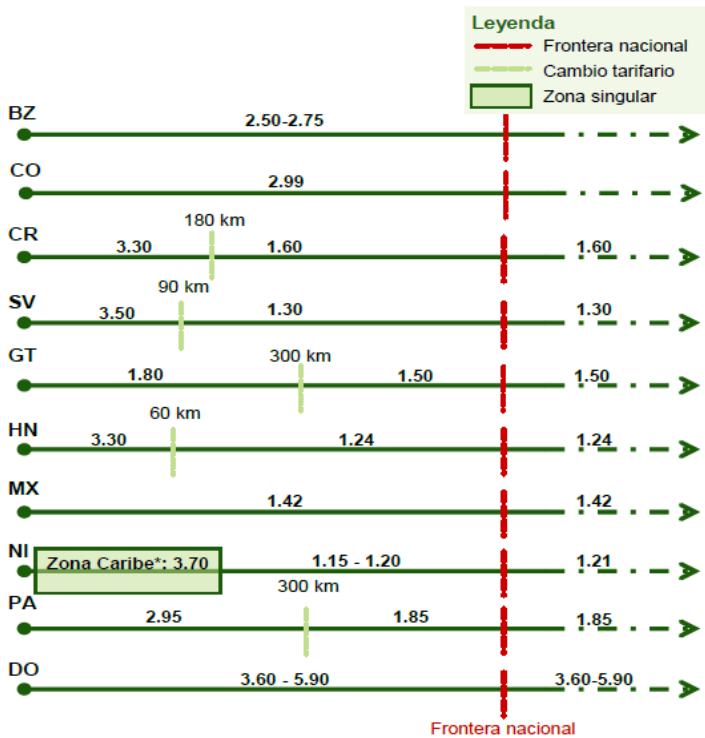 Leyenda
Frontera nacional
Cambio tarifario
Zona singular
BZ
2.50-2.75
CO
2.99
CR
180 km
3.30
1.60
1.60
SV
90 km
3.50
1.30
1.30
GT
300 km
1.80
1.50
1.50
HN
60 km
3.30
1.24
1.24
MX
1.42
1.42
NI
Zona Caribe*: 3.70
1.15 - 1.20
1.21
PA
300 km
2.95
1.85
1.85
DO
3.60 - 5.90
3.60-5.90
Frontera nacional